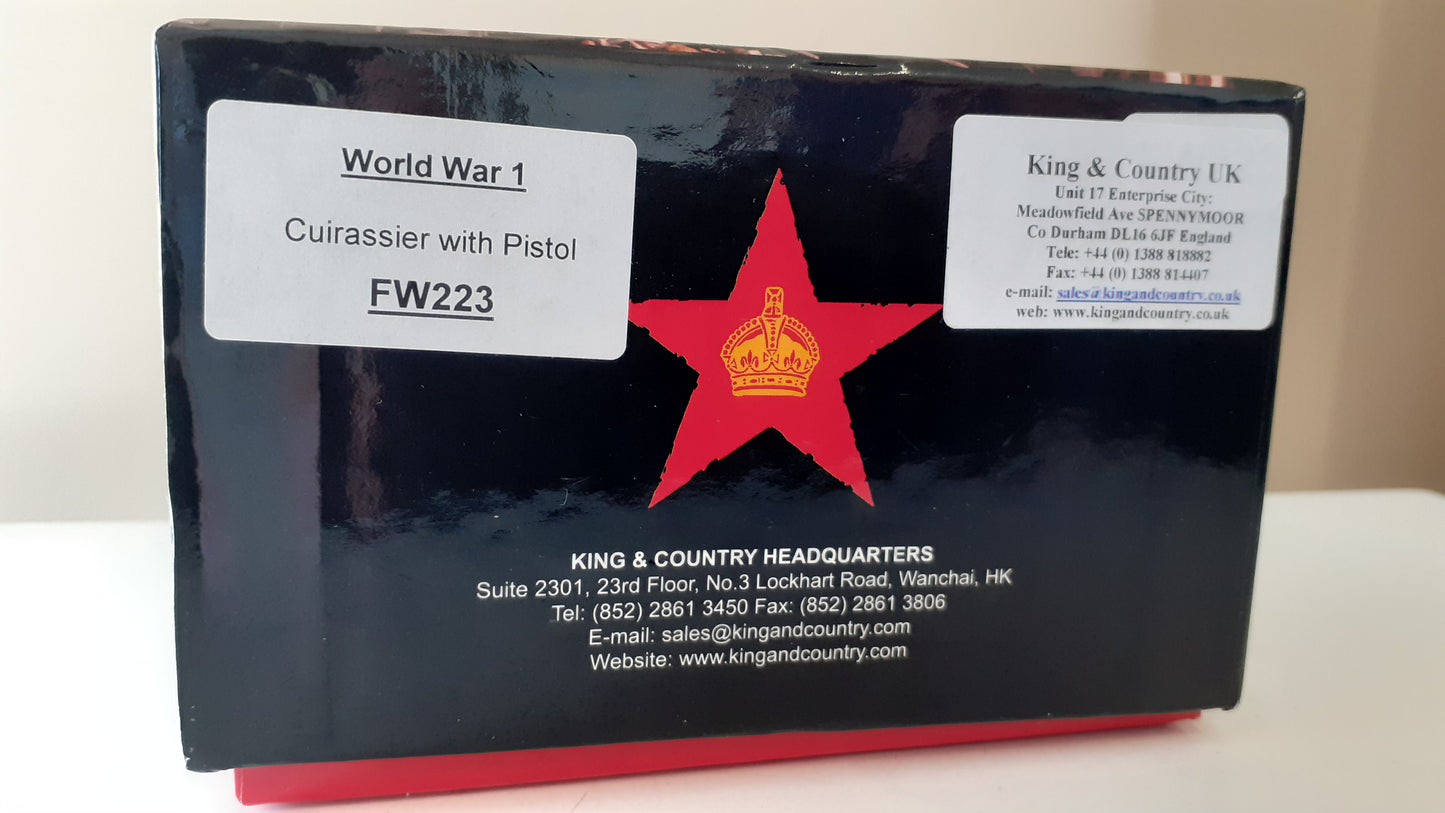 World War 1
Cuirassier with Pistol
FW223
King & Country UK
Unit 17 Enterprise City:
Meadowfield Ave SPENNYMOOR
Co Durham DL16 6JF England
Tele: +44 (0) 1388 818882
Fax: +44 (0) 1388 814407
e-mail: sales@kingandcountry.co.uk
web: www.kingandcountry.co.uk
KING & COUNTRY HEADQUARTERS
Suite 2301, 23rd Floor, No.3 Lockhart Road, Wanchai, HK
Tel: (852) 2861 3450 Fax: (852) 2861 3806
E-mail: sales@kingandcountry.com
Website: www.kingandcountry.com